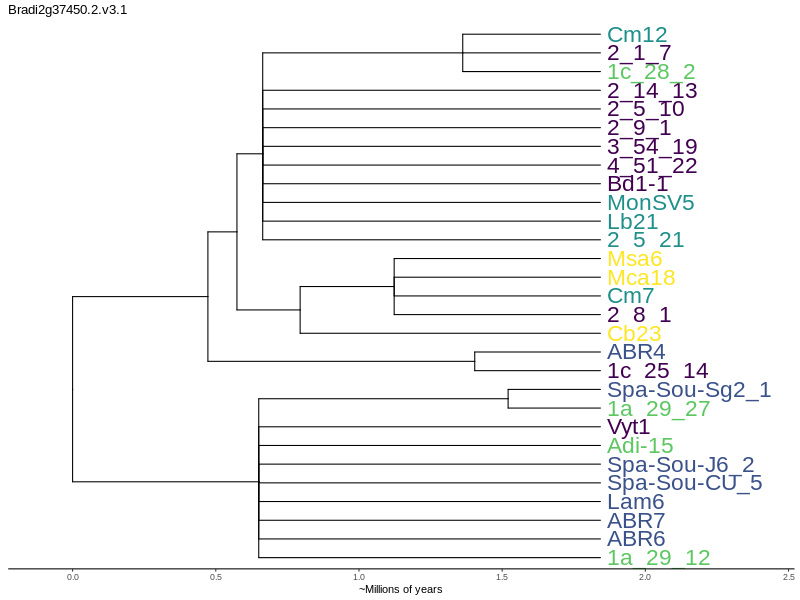 Bradi2g37450.2.v3.1
Cm12
2_1_7
1c_28_2
2_14_13
2_5_10
2_9_1
3_54_19
4_51_22
Bd1-1
MonSV5
Lb21
2_5_21
Msa6
Mca18
Cm7
2_8_1
Cb23
ABR4
1c_25_14
Spa-Sou-Sg2_1
1a_29_27
Vyt1
Adi-15
Spa-Sou-J6_2
Spa-Sou-CU_5
Lam6
ABR7
ABR6
1a_29_12
0.0 0.5 1.0 1.5 2.0 2.5
~Millions of years